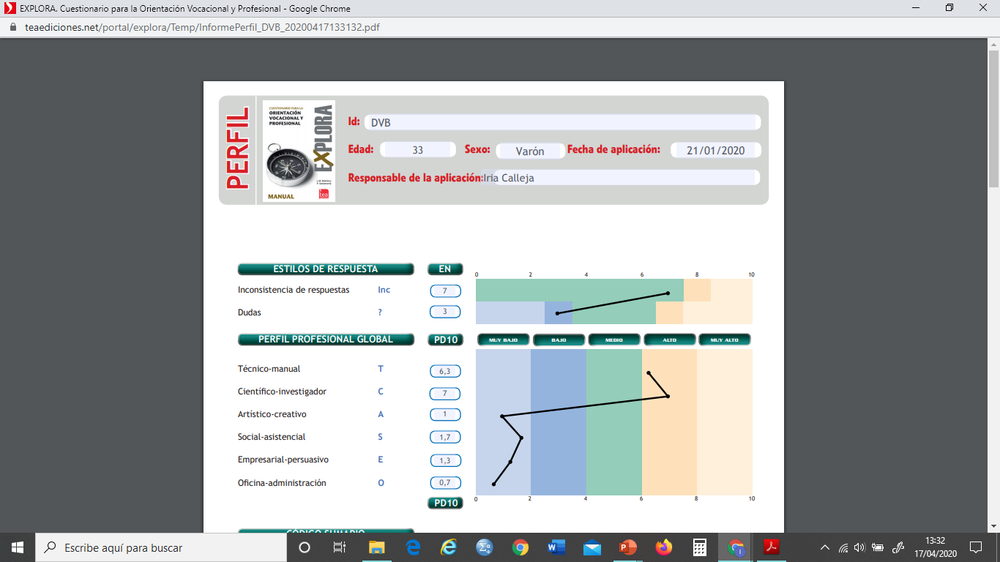 EXPLORA. Cuestionario para la Orientación Vocacional y Profesional - Google Chrome
teaediciones.net/portal/explora/Temp/InformePerfil_DVB_20200417133132.pdf
PERFIL
CUESTIONARIO PARA LA
ORIENTACIÓN
VOCACIONAL Y
PROFESIONAL
EXPLORA
MANUAL
tea
Id: DVB
Edad: 33 Sexo: Varón Fecha de aplicación: 21/01/2020
Responsable de la aplicación: Iria Calleja
ESTILOS DE RESPUESTA EN 0 2 4 6 8 10
Inconsistencia de respuestas Inc 7
Dudas ? 3
PERFIL PROFESIONAL GLOBAL PD10 MUY BAJO BAJO MEDIO ALTO MUY ALTO
Técnico-manual T 6,3
Científico-investigador C 7
Artístico-creativo A 1
Social-asistencial S 1,7
Empresarial-persuasivo E 1,3
Oficina-administración O 0,7
PD10 0 2 4 6 8 10
CÓDIGO SUMARIO
Escribe aquí para buscar
13:32
17/04/2020